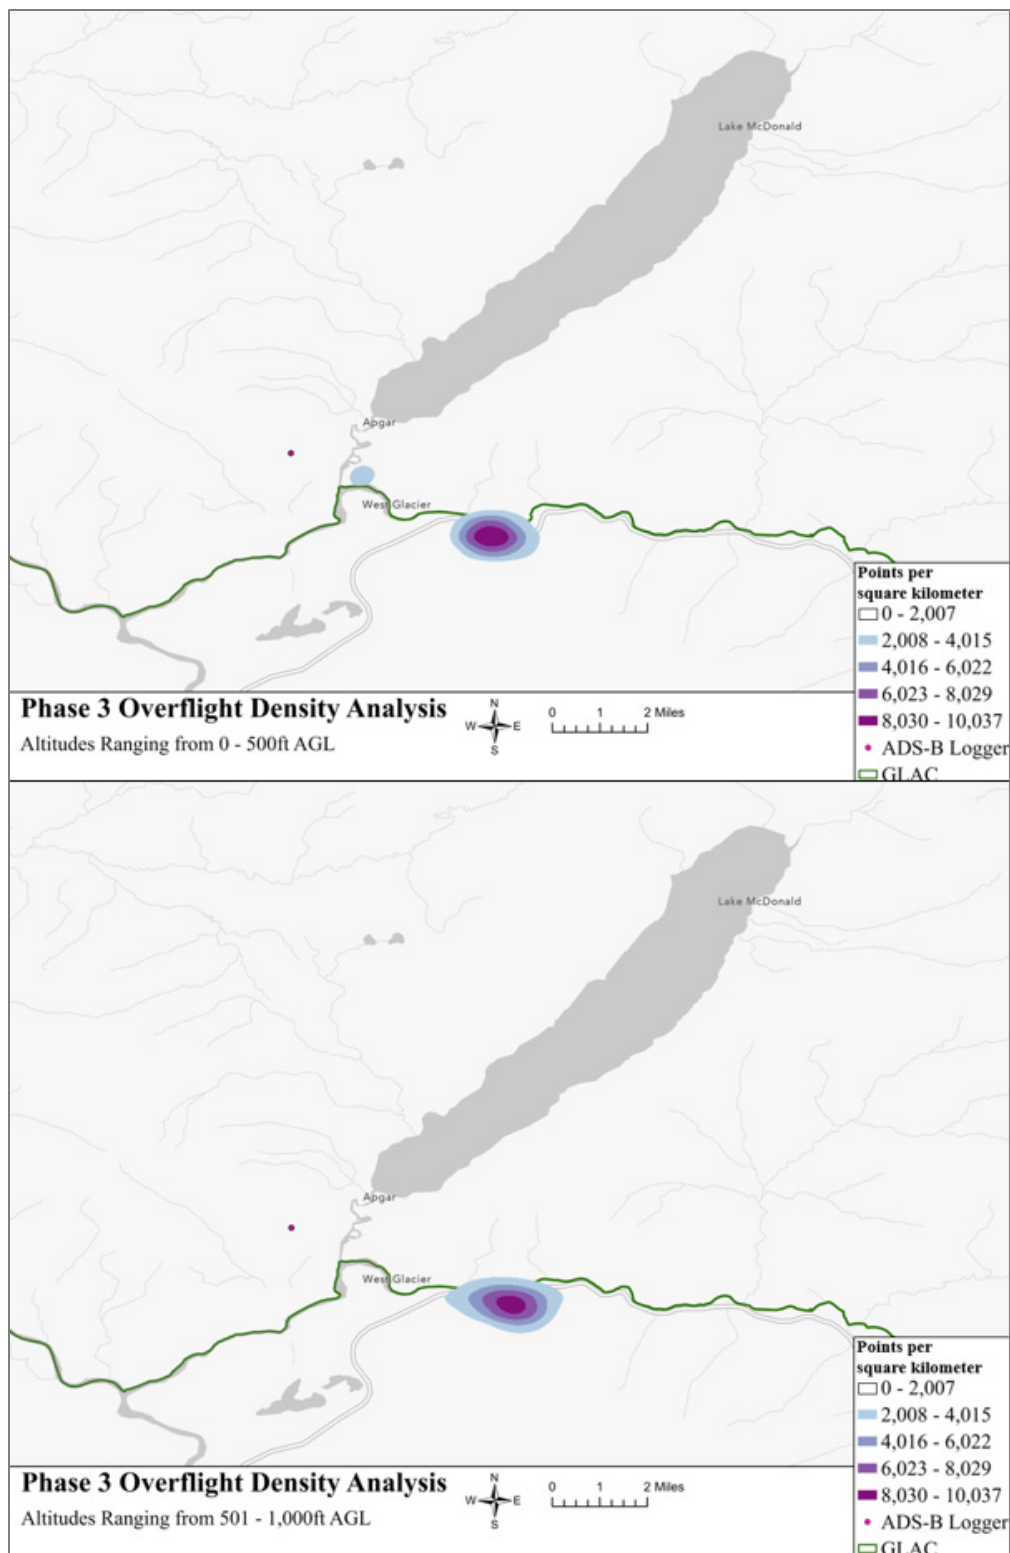 Lake McDonald
Apgar
West Glacier
Points per
square kilometer
0 - 2,007
2,008 - 4,015
4,016 - 6,022
6,023 - 8,029
8,030 - 10,037
ADS-B Logger
GLAC
Phase 3 Overflight Density Analysis
Altitudes Ranging from 0 - 500ft AGL
N
W E
S
0 1 2 Miles
Lake McDonald
Apgar
West Glacier
Points per
square kilometer
0 - 2,007
2,008 - 4,015
4,016 - 6,022
6,023 - 8,029
8,030 - 10,037
ADS-B Logger
GLAC
Phase 3 Overflight Density Analysis
Altitudes Ranging from 501 - 1,000ft AGL
N
W E
S
0 1 2 Miles